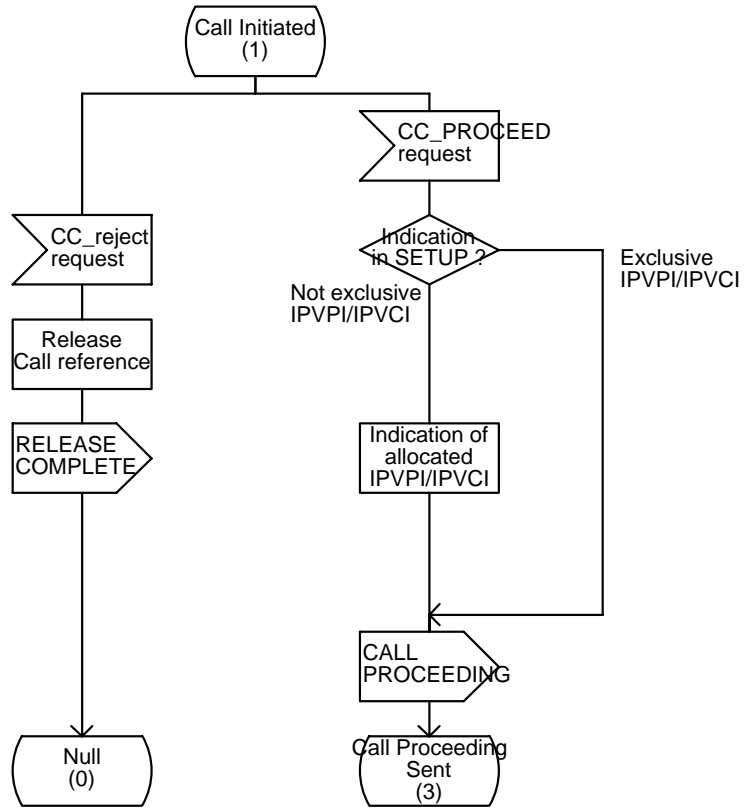 Call Initiated
(1)
CC_PROCEED
request
CC_reject
request
Indication
in SETUP ?
Exclusive
IPVPI/IPVCI
Not exclusive
IPVPI/IPVCI
Release
Call reference
RELEASE
COMPLETE
Indication of
allocated
IPVPI/IPVCI
CALL
PROCEEDING
Null
(0)
Call Proceeding
Sent
(3)